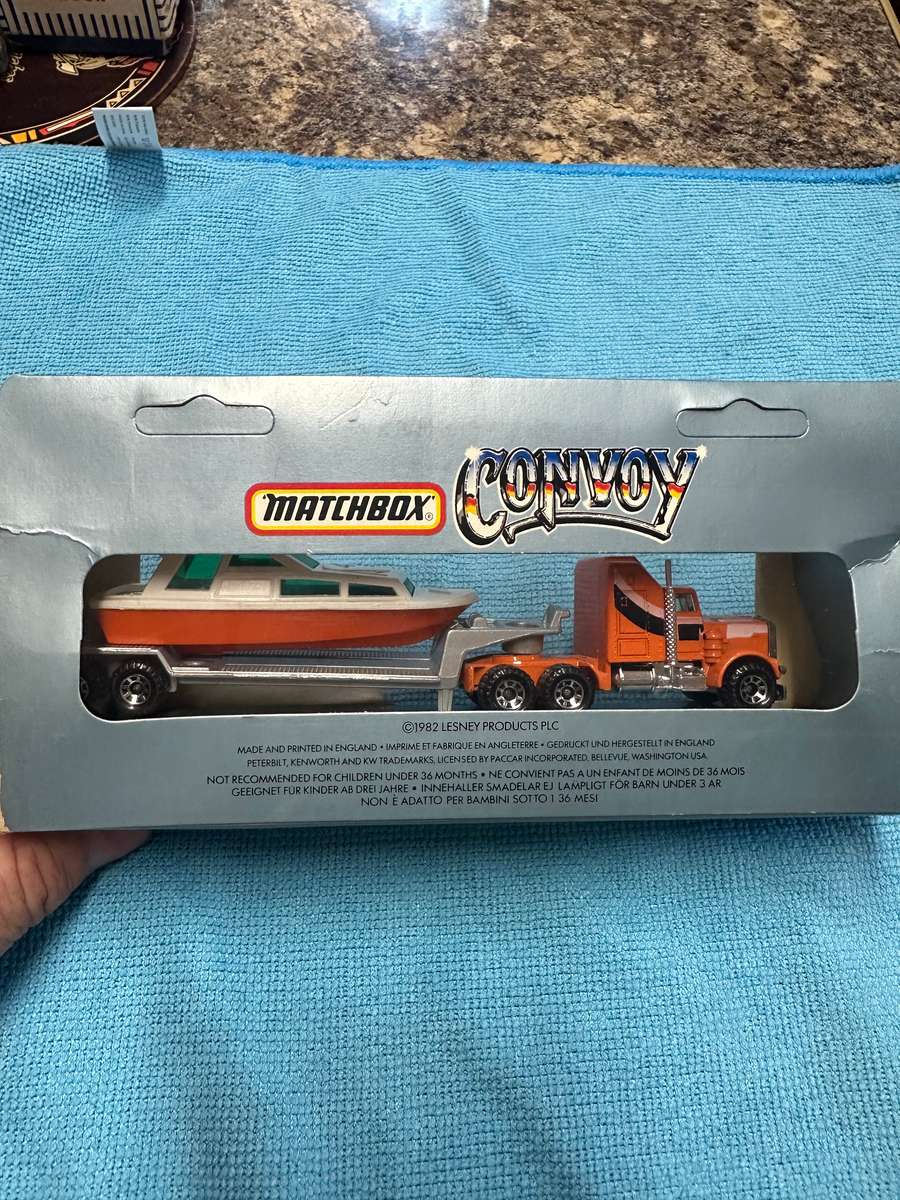 MATCHBOX®
CONVOY
©1982 LESNEY PRODUCTS PLC
MADE AND PRINTED IN ENGLAND • IMPRIME ET FABRIQUE EN ANGLETERRE • GEDRUCKT UND HERGESTELLT IN ENGLAND
PETERBILT, KENWORTH AND KW TRADEMARKS, LICENSED BY PACCAR INCORPORATED, BELLEVUE, WASHINGTON USA.
NOT RECOMMENDED FOR CHILDREN UNDER 36 MONTHS • NE CONVIENT PAS A UN ENFANT DE MOINS DE 36 MOIS
GEEIGNET FÜR KINDER AB DREI JAHRE • INNEHALLER SMADELAR EJ LAMPLIGT FÖR BARN UNDER 3 AR
NON È ADATTO PER BAMBINI SOTTO 1 36 MESI